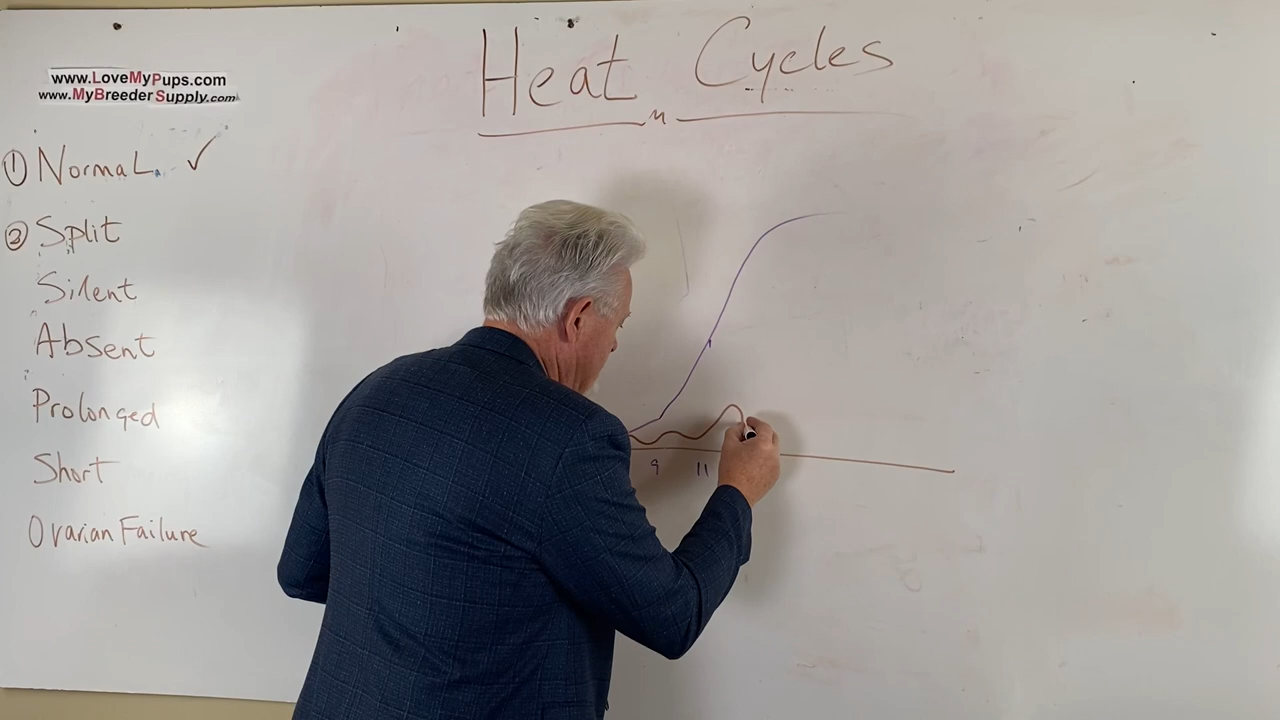 Heat Cycles
www.LoveMyPups.com
www.MyBreederSupply.com
① Normal. ✓
② Split
Silent
Absent
Prolonged
Short
Ovarian Failure
9 11